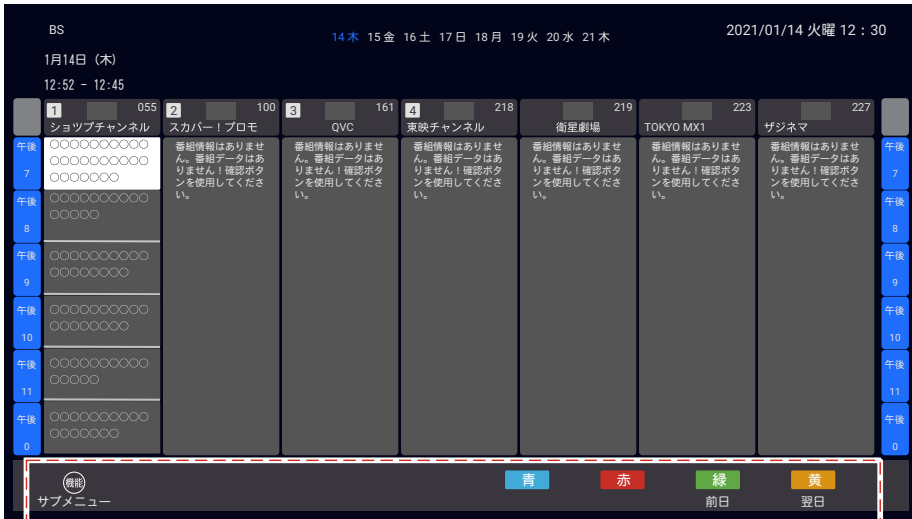 BS
14木 15金 16土 17日 18月 19火 20水 21木
2021/01/14 火曜 12：30
1月14日（木）
12:52 - 12:45
1 055
ショツプチャンネル
2 100
スカバー！プロモ
3 161
QVC
4 218
東映チャンネル
219
衛星劇場
223
TOKYO MX1
227
ザジネマ
午後
7
午後
8
午後
9
午後
10
午後
11
午後
0
〇〇〇〇〇〇〇〇〇〇
〇〇〇〇〇〇〇〇〇〇
〇〇〇〇〇〇〇
〇〇〇〇〇〇〇〇〇〇
〇〇〇〇〇
〇〇〇〇〇〇〇〇〇〇
〇〇〇〇〇〇〇〇
〇〇〇〇〇〇〇〇〇〇
〇〇〇〇〇〇〇〇
〇〇〇〇〇〇〇〇〇〇
〇〇〇〇〇
〇〇〇〇〇〇〇〇〇〇
〇〇〇〇〇〇〇
番組情報はありませ
ん。番組データはあ
りません！確認ボタ
ンを使用してくださ
い。
番組情報はありませ
ん。番組データはあ
りません！確認ボタ
ンを使用してくださ
い。
番組情報はありませ
ん。番組データはあ
りません！確認ボタ
ンを使用してくださ
い。
番組情報はありませ
ん。番組データはあ
りません！確認ボタ
ンを使用してくださ
い。
番組情報はありませ
ん。番組データはあ
りません！確認ボタ
ンを使用してくださ
い。
番組情報はありませ
ん。番組データはあ
りません！確認ボタ
ンを使用してくださ
い。
午後
7
午後
8
午後
9
午後
10
午後
11
午後
0
機能
サブメニュー
青
赤
緑
前日
黄
翌日